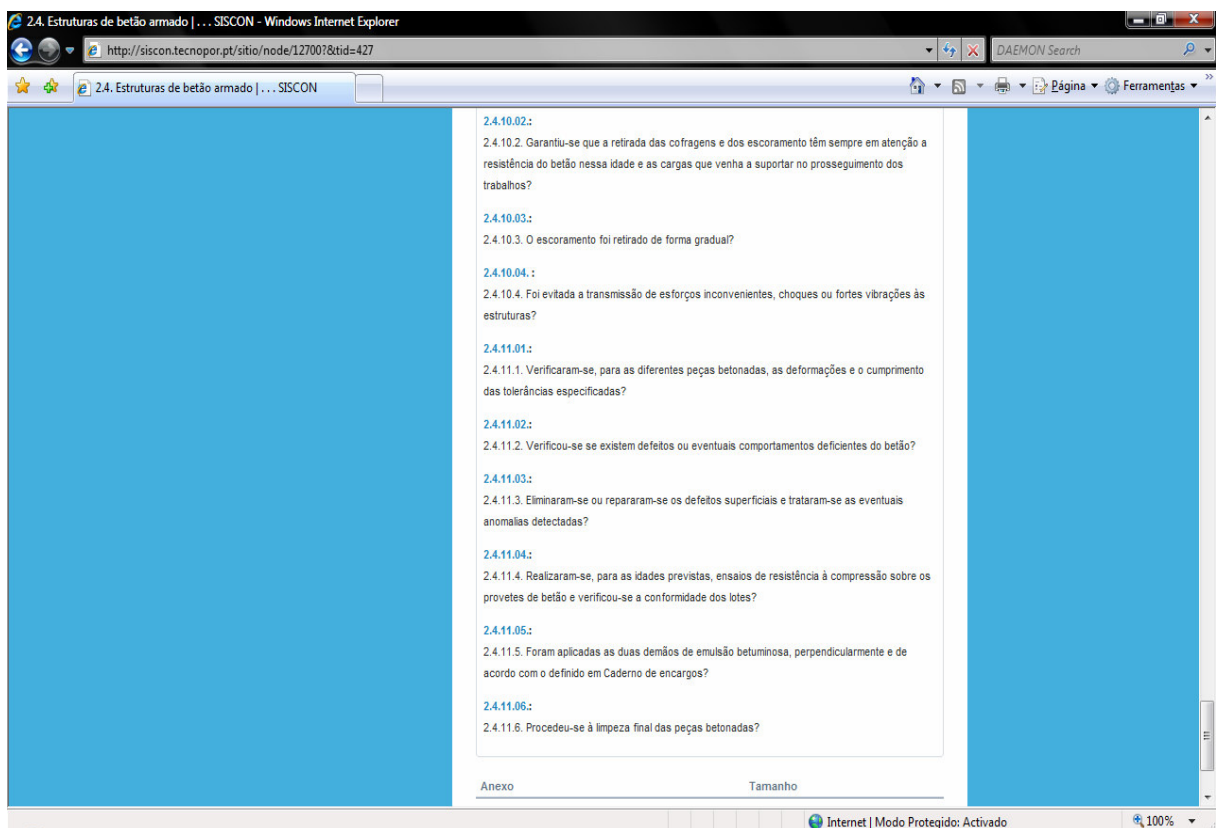 2.4. Estruturas de betão armado | . . . SISCON - Windows Internet Explorer
http://siscon.tecnopor.pt/sitio/node/12700?&tid=427
DAEMON Search
2.4. Estruturas de betão armado | . . . SISCON
Página
Ferramentas
2.4.10.02.:
2.4.10.2. Garantiu-se que a retirada das cofragens e dos escoramento têm sempre em atenção a
resistência do betão nessa idade e as cargas que venha a suportar no prosseguimento dos
trabalhos?
2.4.10.03.:
2.4.10.3. O escoramento foi retirado de forma gradual?
2.4.10.04. :
2.4.10.4. Foi evitada a transmissão de esforços inconvenientes, choques ou fortes vibrações às
estruturas?
2.4.11.01.:
2.4.11.1. Verificaram-se, para as diferentes peças betonadas, as deformações e o cumprimento
das tolerâncias especificadas?
2.4.11.02.:
2.4.11.2. Verificou-se se existem defeitos ou eventuais comportamentos deficientes do betão?
2.4.11.03.:
2.4.11.3. Eliminaram-se ou repararam-se os defeitos superficiais e trataram-se as eventuais
anomalias detectadas?
2.4.11.04.:
2.4.11.4. Realizaram-se, para as idades previstas, ensaios de resistência à compressão sobre os
provetes de betão e verificou-se a conformidade dos lotes?
2.4.11.05.:
2.4.11.5. Foram aplicadas as duas demãos de emulsão betuminosa, perpendicularmente e de
acordo com o definido em Caderno de encargos?
2.4.11.06.:
2.4.11.6. Procedeu-se à limpeza final das peças betonadas?
Anexo Tamanho
Internet | Modo Protegido: Activado
100%